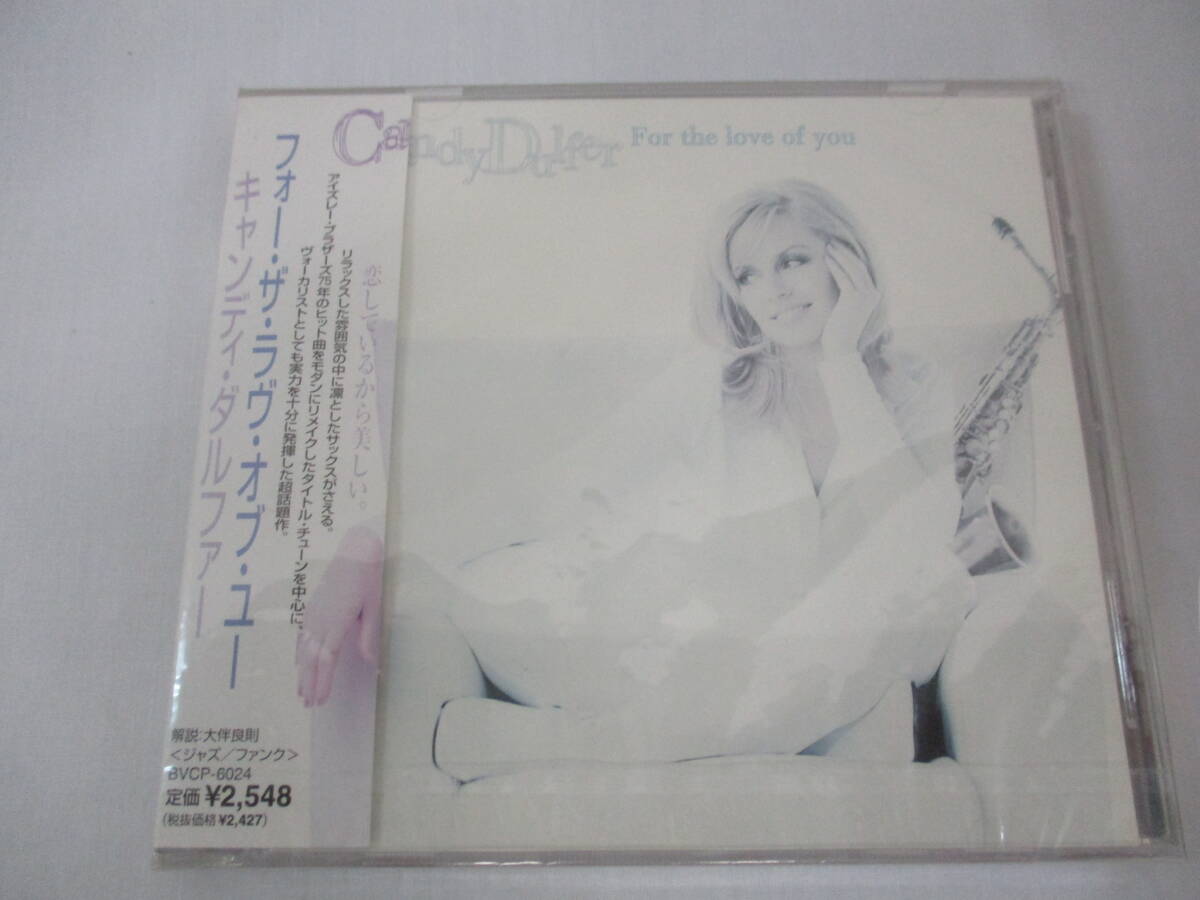 Candy Dulfer For the love of you
フォー・ザ・ラヴ・オブ・ユー
キャンディ・ダルファー
恋しているから美しい。
リラックスした雰囲気の中に凛としたサックスがさえる。
アイズレー・ブラザーズ75年のヒット曲をモダンにリメイクしたタイトル・チューンを中心に。
ヴォーカリストとしても実力を十分に発揮した超話題作。
解説:大伴良則
<ジャズ/ファンク>
BVCP-6024
定価¥2,548
(税抜価格¥2,427)